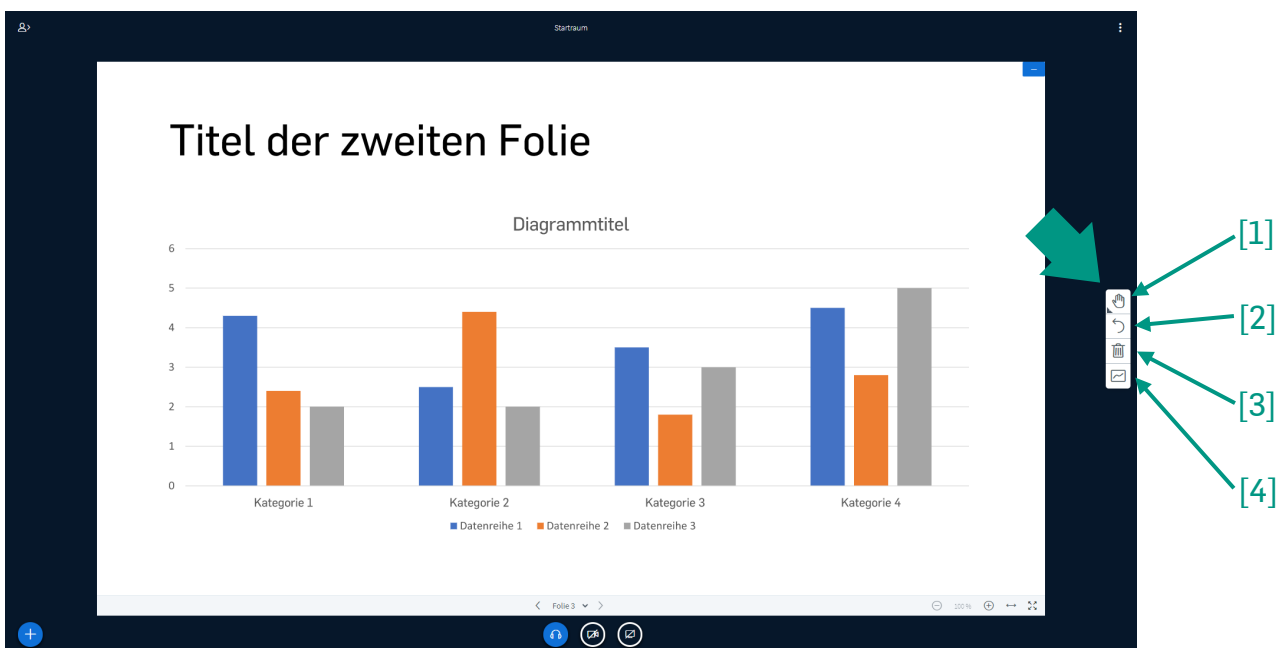 Startraum
Titel der zweiten Folie
Diagrammtitel
6
5
4
3
2
1
0
Kategorie 1 Kategorie 2 Kategorie 3 Kategorie 4
Datenreihe 1 Datenreihe 2 Datenreihe 3
Folie 3
100 %
[1]
[2]
[3]
[4]